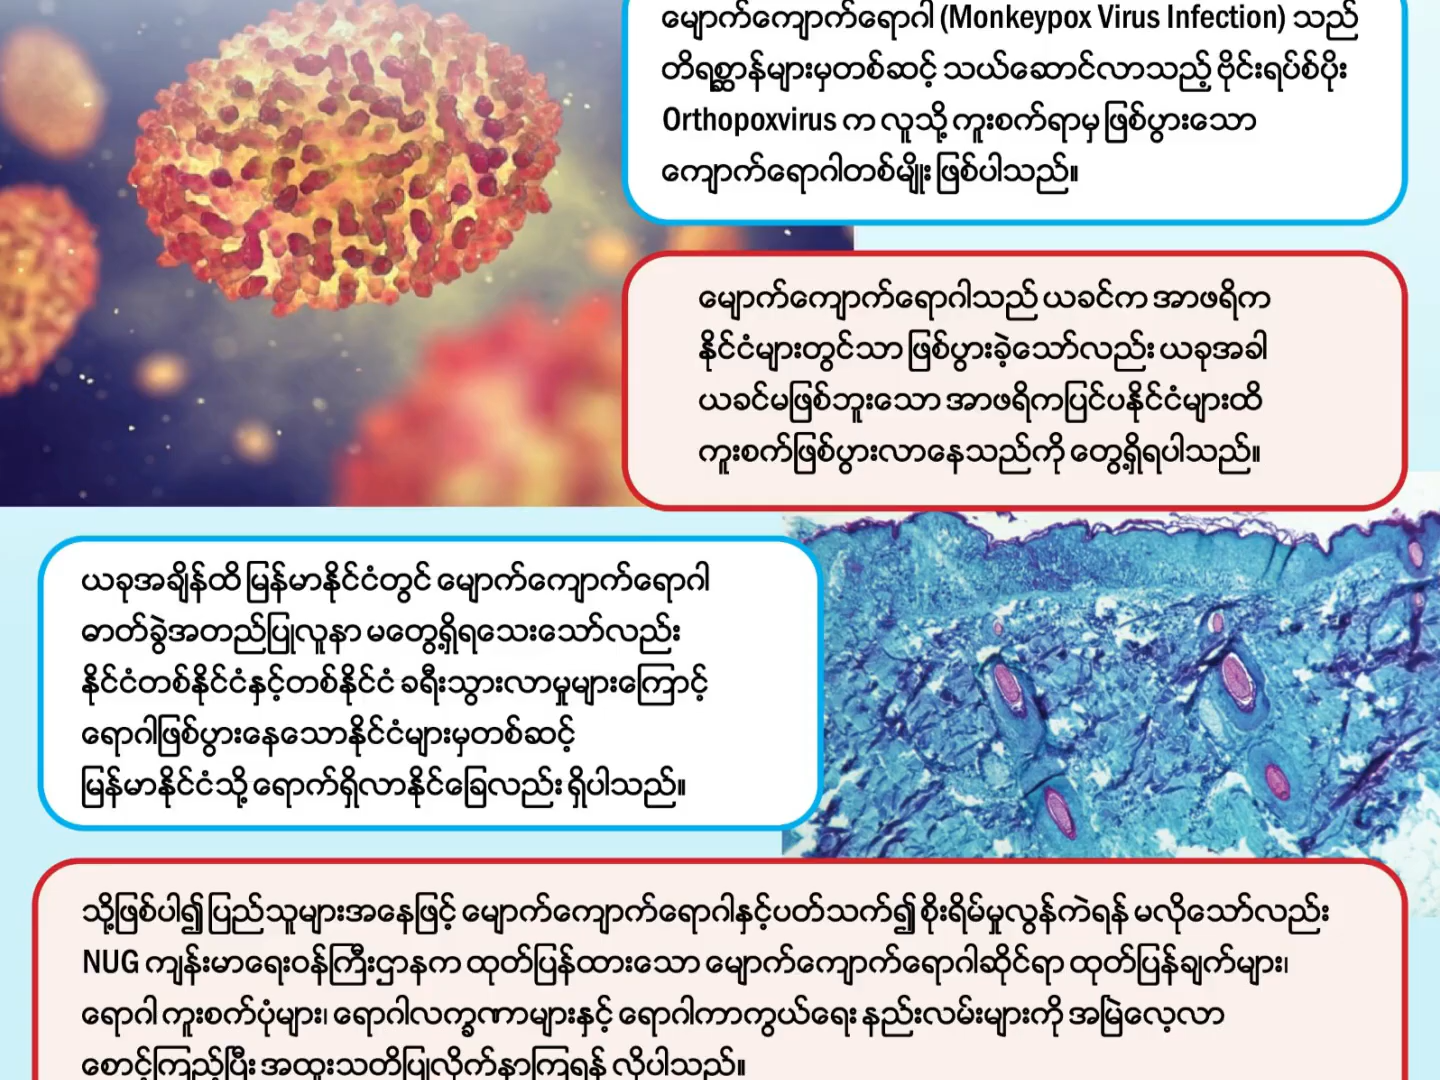 မျောက်ကျောက်ရောဂါ (Monkeypox Virus Infection) သည်
တိရစ္ဆာန်များမှတစ်ဆင့် သယ်ဆောင်လာသည့် ဗိုင်းရပ်စ်ပိုး
Orthopoxvirus က လူသို့ ကူးစက်ရာမှ ဖြစ်ပွားသော
ကျောက်ရောဂါတစ်မျိုး ဖြစ်ပါသည်။
မျောက်ကျောက်ရောဂါသည် ယခင်က အာဖရိက
နိုင်ငံများတွင်သာ ဖြစ်ပွားခဲ့သော်လည်း ယခုအခါ
ယခင်မဖြစ်ဘူးသော အာဖရိကပြင်ပနိုင်ငံများထိ
ကူးစက်ဖြစ်ပွားလာနေသည်ကို တွေ့ရှိရပါသည်။
ယခုအချိန်ထိ မြန်မာနိုင်ငံတွင် မျောက်ကျောက်ရောဂါ
ဓာတ်ခွဲအတည်ပြုလူနာ မတွေ့ရှိရသေးသော်လည်း
နိုင်ငံတစ်နိုင်ငံနှင့်တစ်နိုင်ငံ ခရီးသွားလာမှုများကြောင့်
ရောဂါဖြစ်ပွားနေသောနိုင်ငံများမှတစ်ဆင့်
မြန်မာနိုင်ငံသို့ ရောက်ရှိလာနိုင်ခြေလည်း ရှိပါသည်။
သို့ဖြစ်ပါ၍ ပြည်သူများအနေဖြင့် မျောက်ကျောက်ရောဂါနှင့်ပတ်သက်၍ စိုးရိမ်မှုလွန်ကဲရန် မလိုသော်လည်း
NUG ကျန်းမာရေးဝန်ကြီးဌာနက ထုတ်ပြန်ထားသော မျောက်ကျောက်ရောဂါဆိုင်ရာ ထုတ်ပြန်ချက်များ၊
ရောဂါ ကူးစက်ပုံများ၊ ရောဂါလက္ခဏာများနှင့် ရောဂါကာကွယ်ရေး နည်းလမ်းများကို အမြဲလေ့လာ
စောင့်ကြည့်ပြီး အထူးသတိပြုလိုက်နာကြရန် လိုပါသည်။